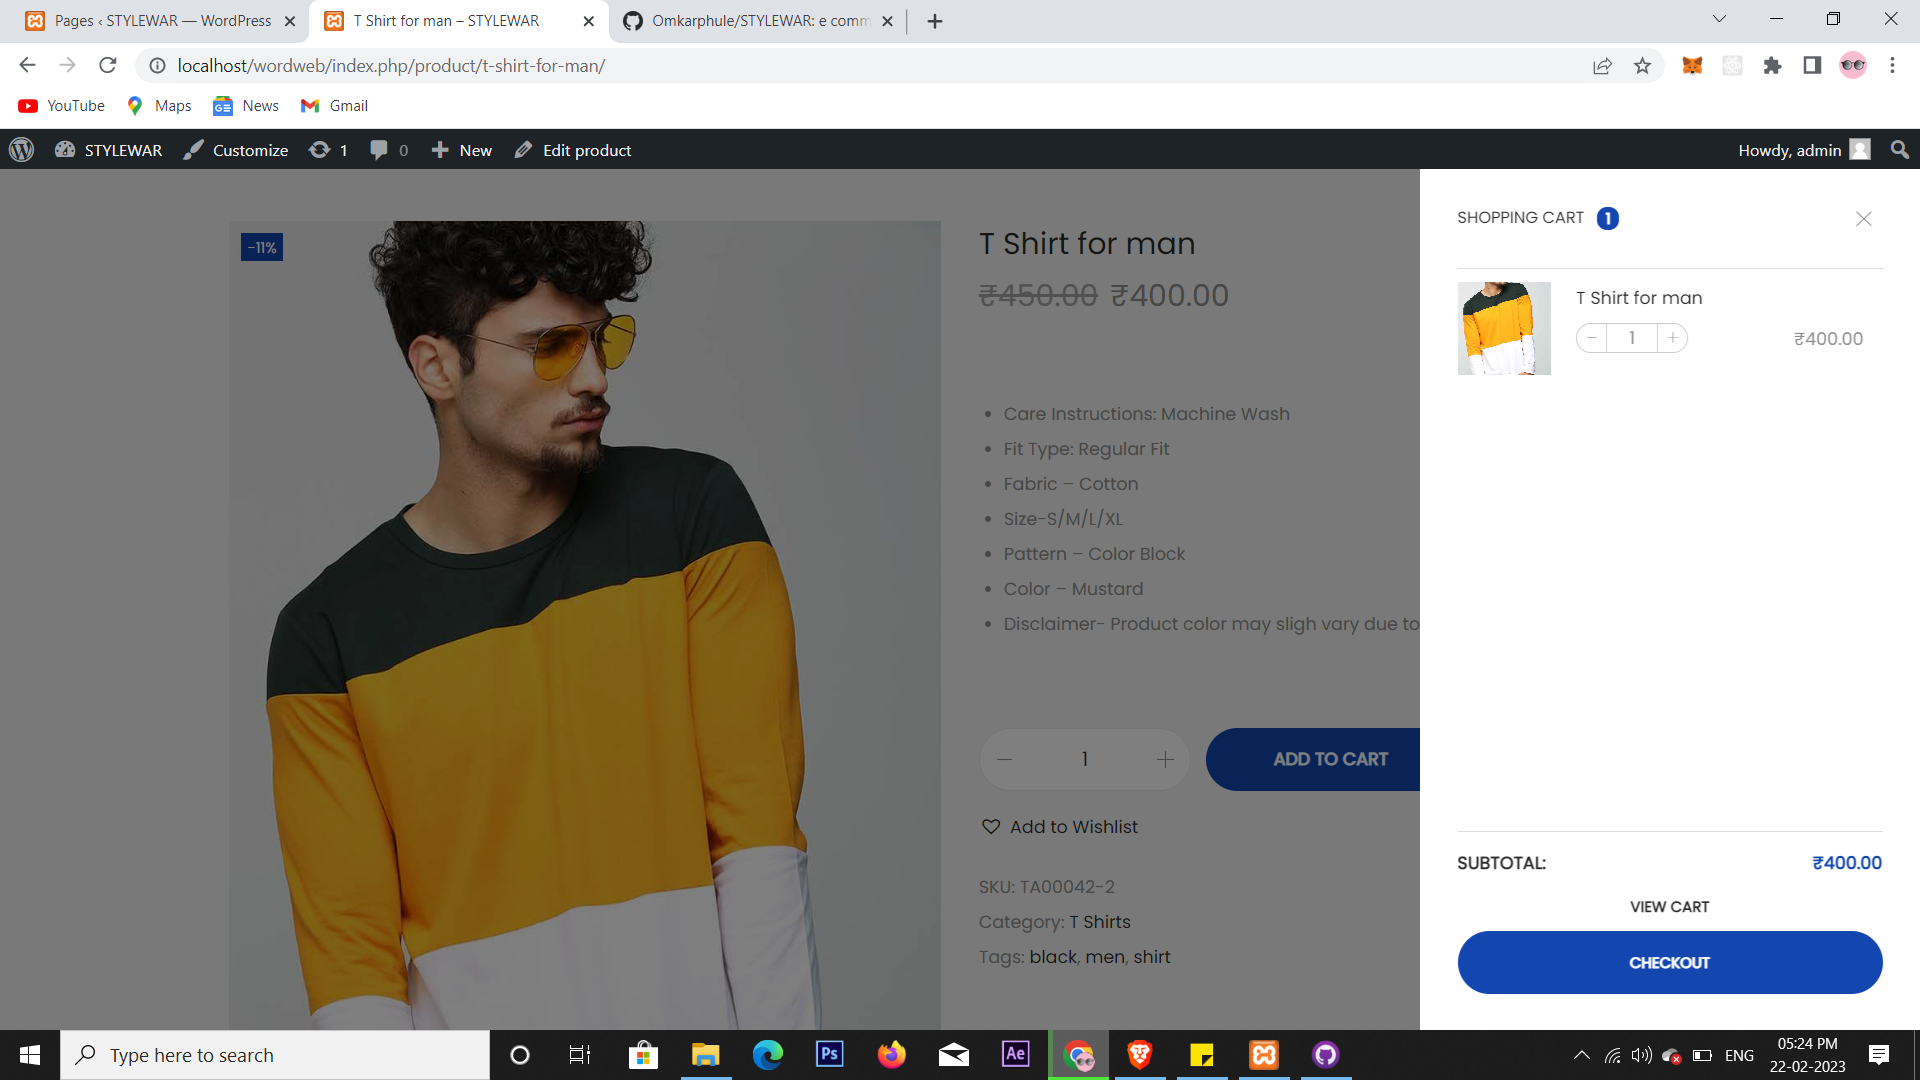 Pages ‹ STYLEWAR — WordPress
T Shirt for man – STYLEWAR
Omkarphule/STYLEWAR: e comm
localhost/wordweb/index.php/product/t-shirt-for-man/
YouTube
Maps
News
Gmail
STYLEWAR
Customize
1
0
New
Edit product
Howdy, admin
-11%
T Shirt for man
₹450.00 ₹400.00
Care Instructions: Machine Wash
Fit Type: Regular Fit
Fabric – Cotton
Size-S/M/L/XL
Pattern – Color Block
Color – Mustard
Disclaimer- Product color may sligh vary due to
1
ADD TO CART
Add to Wishlist
SKU: TA00042-2
Category: T Shirts
Tags: black, men, shirt
SHOPPING CART 1
T Shirt for man
1
₹400.00
SUBTOTAL: ₹400.00
VIEW CART
CHECKOUT
Type here to search
Ps
Ae
ENG
05:24 PM
22-02-2023